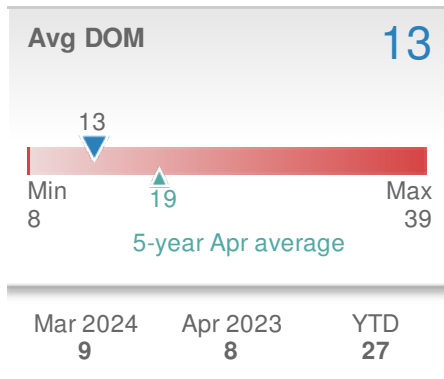 Avg DOM 13
13
Min Max
19
8 39
5-year Apr average
Mar 2024 Apr 2023 YTD
9 8 27